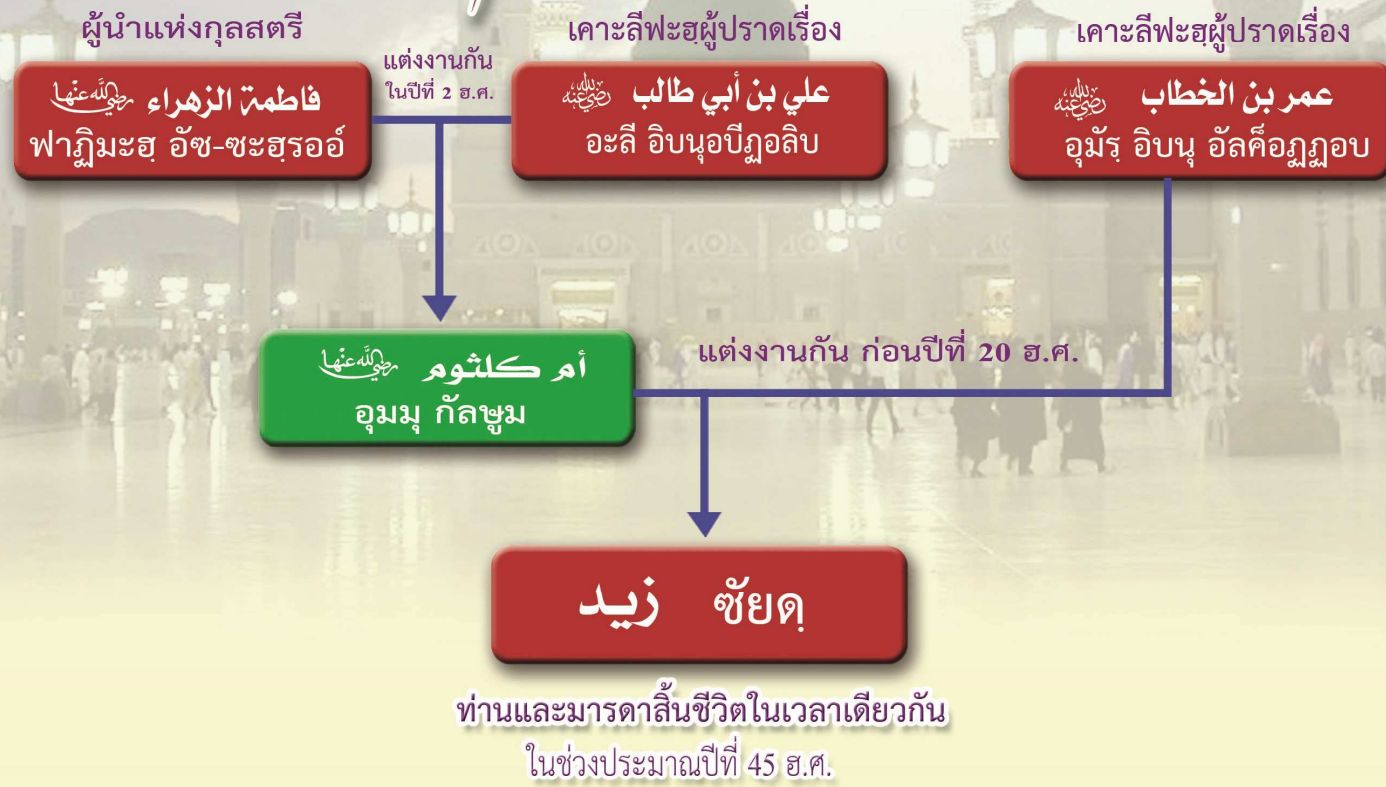 ผู้นำแห่งกุลสตรี
فاطمة الزهراء رضي الله عنها
ฟาฏิมะฮฺ อัซ-ซะฮฺรออ์
แต่งงานกัน
ในปีที่ 2 ฮ.ศ.
เคาะลีฟะฮฺผู้ปราดเรื่อง
علي بن أبي طالب رضي الله عنه
อะลี อิบนุอบีฏอลิบ
เคาะลีฟะฮฺผู้ปราดเรื่อง
عمر بن الخطاب رضي الله عنه
อุมัรฺ อิบนุ อัลค็อฏฏอบ
أم كلثوم رضي الله عنها
อุมมุ กัลษูม
แต่งงานกัน ก่อนปีที่ 20 ฮ.ศ.
زيد ซัยดฺ
ท่านและมารดาสิ้นชีวิตในเวลาเดียวกัน
ในช่วงประมาณปีที่ 45 ฮ.ศ.